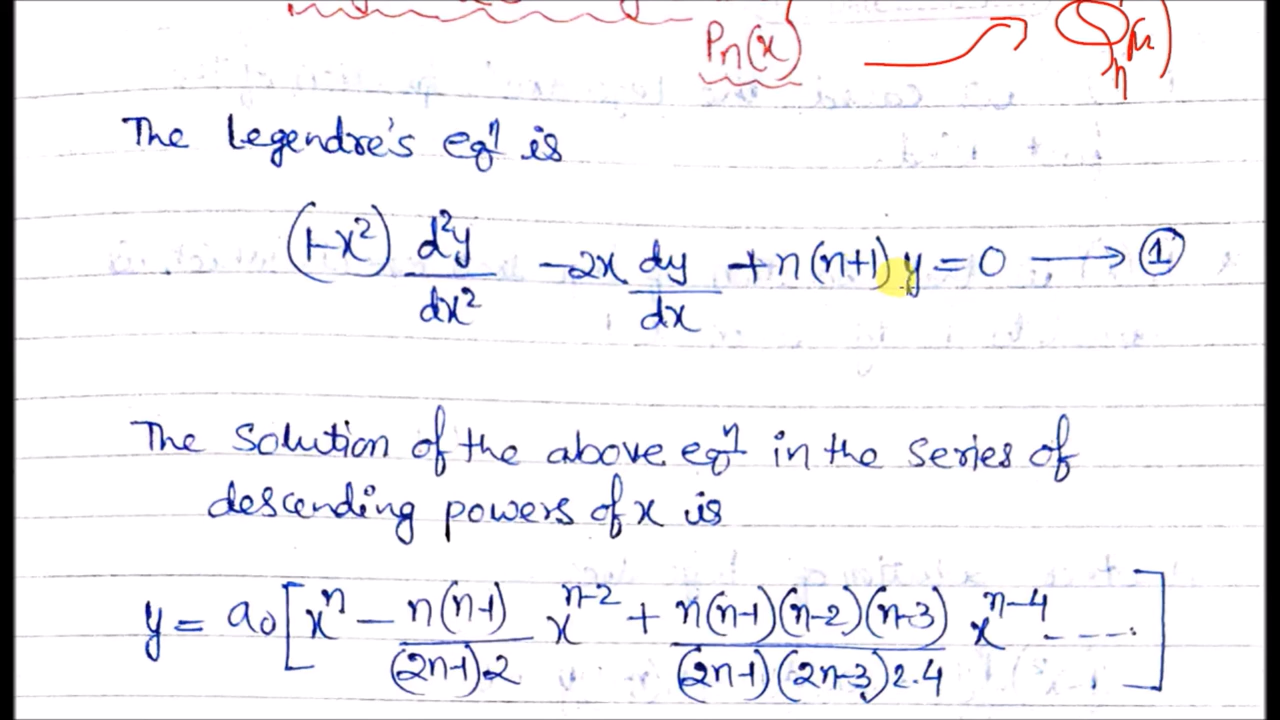 Pn(x) → Qn(x)
The Legendre's eqⁿ is
(1-x²) d²y/dx² - 2x dy/dx + n(n+1) y = 0 → ①
The solution of the above eqⁿ in the series of
descending powers of x is
y = a₀ [xⁿ - n(n-1)/(2n-1)2 xⁿ⁻² + n(n-1)(n-2)(n-3)/(2n-1)(2n-3)2.4 xⁿ⁻⁴ ----]